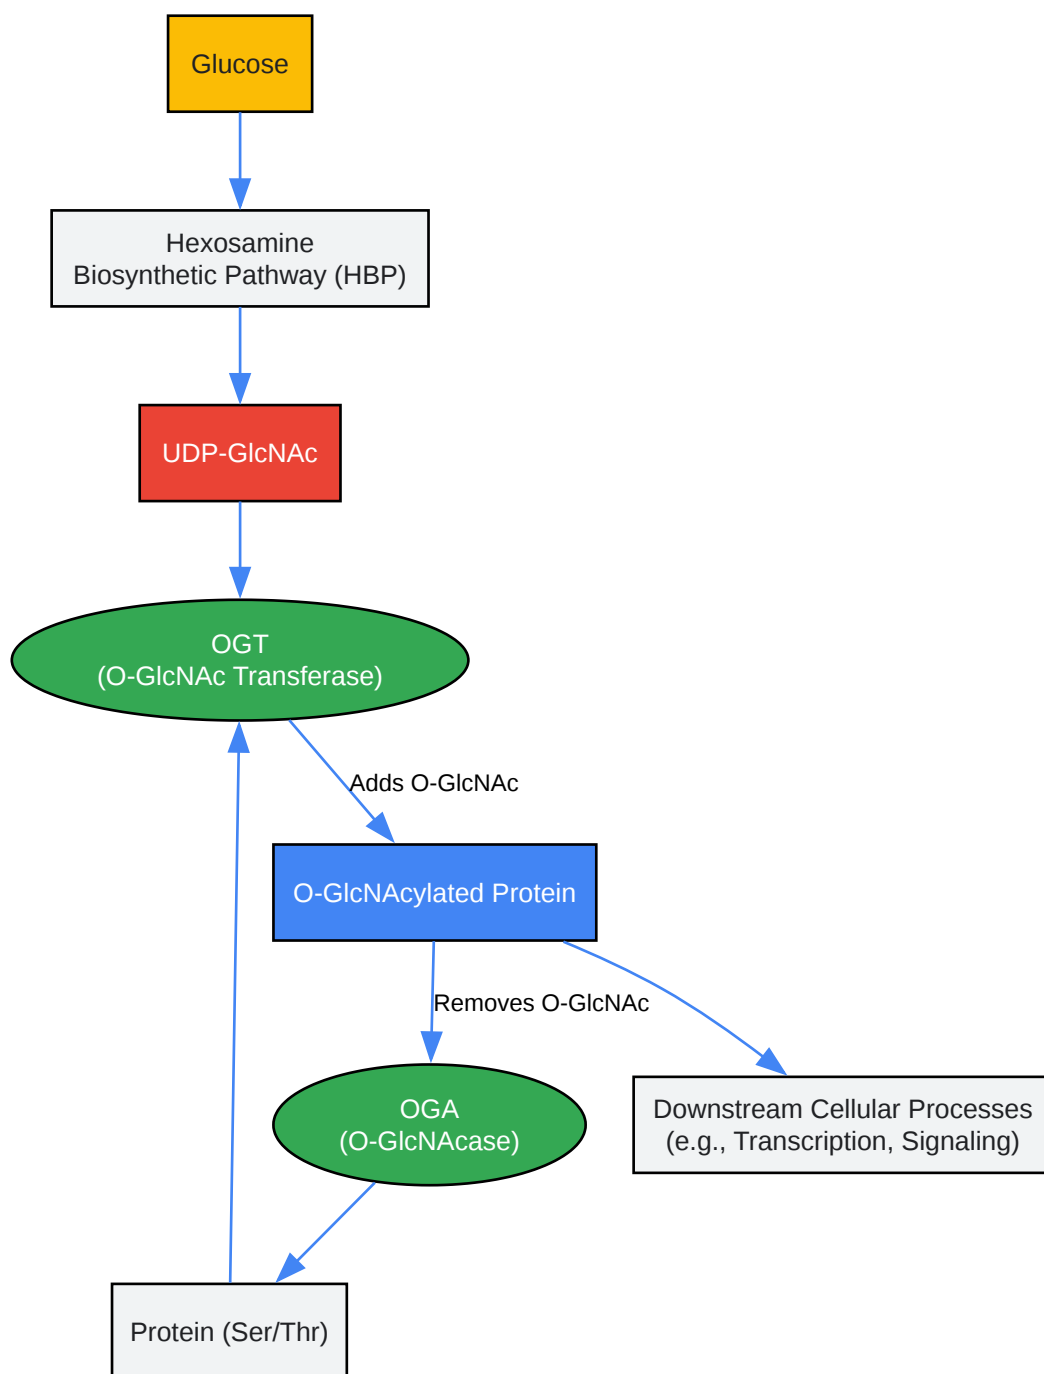 Glucose
Hexosamine
Biosynthetic Pathway (HBP)
UDP-GlcNAc
OGT
(O-GlcNAc Transferase)
Adds O-GlcNAc
O-GlcNAcylated Protein
Removes O-GlcNAc
OGA
(O-GlcNAcase)
Downstream Cellular Processes
(e.g., Transcription, Signaling)
Protein (Ser/Thr)